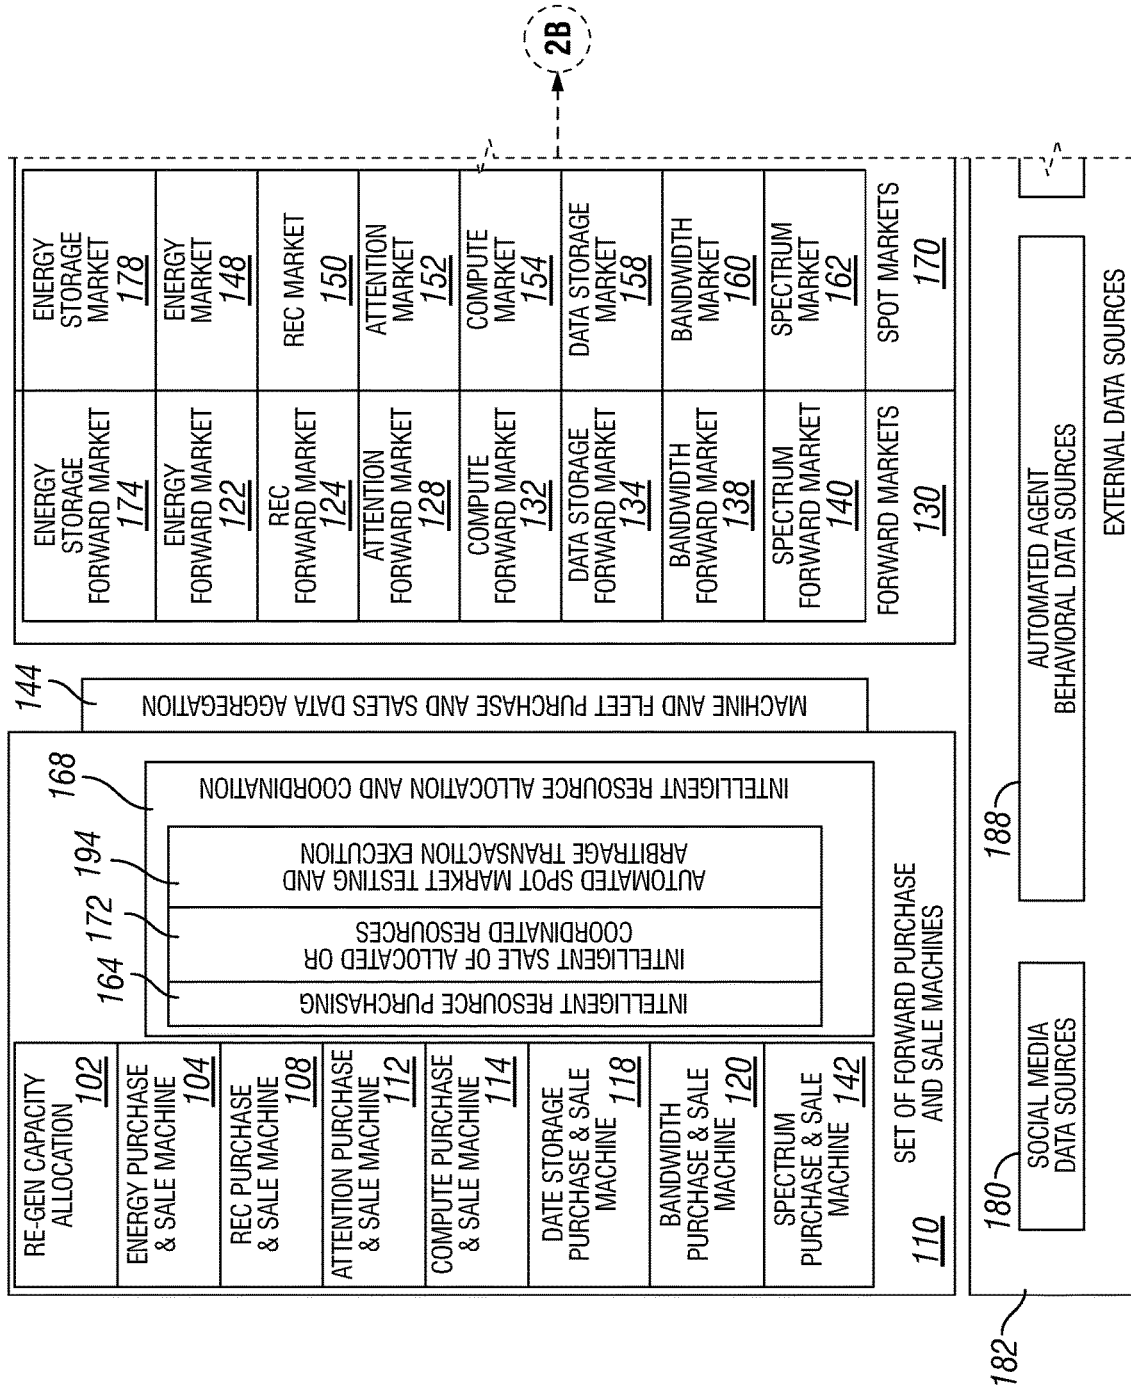 RE-GEN CAPACITY
ALLOCATION
102
ENERGY PURCHASE
& SALE MACHINE
104
REC PURCHASE
& SALE MACHINE
108
ATTENTION PURCHASE
& SALE MACHINE
112
COMPUTE PURCHASE
& SALE MACHINE
114
DATE STORAGE
PURCHASE & SALE
MACHINE
118
BANDWIDTH
PURCHASE & SALE
MACHINE
120
SPECTRUM
PURCHASE & SALE
MACHINE
142
164
172
194
168
INTELLIGENT RESOURCE PURCHASING
INTELLIGENT SALE OF ALLOCATED OR
COORDINATED RESOURCES
AUTOMATED SPOT MARKET TESTING AND
ARBITRAGE TRANSACTION EXECUTION
INTELLIGENT RESOURCE ALLOCATION AND COORDINATION
SET OF FORWARD PURCHASE
AND SALE MACHINES
110
144
MACHINE AND FLEET PURCHASE AND SALES DATA AGGREGATION
ENERGY
STORAGE
FORWARD MARKET
174
ENERGY
FORWARD MARKET
122
REC
FORWARD MARKET
124
ATTENTION
FORWARD MARKET
128
COMPUTE
FORWARD MARKET
132
DATA STORAGE
FORWARD MARKET
134
BANDWIDTH
FORWARD MARKET
138
SPECTRUM
FORWARD MARKET
140
FORWARD MARKETS
130
ENERGY
STORAGE
MARKET
178
ENERGY
MARKET
148
REC MARKET
150
ATTENTION
MARKET
152
COMPUTE
MARKET
154
DATA STORAGE
MARKET
158
BANDWIDTH
MARKET
160
SPECTRUM
MARKET
162
SPOT MARKETS
170
2B
182
180
SOCIAL MEDIA
DATA SOURCES
188
AUTOMATED AGENT
BEHAVIORAL DATA SOURCES
EXTERNAL DATA SOURCES